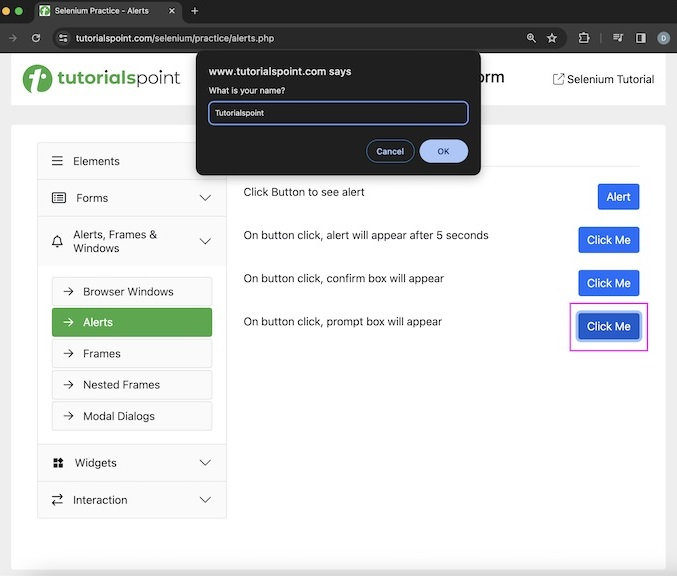 Selenium Practice - Alerts
tutorialspoint.com/selenium/practice/alerts.php
D
tutorialspoint
Selenium Tutorial
www.tutorialspoint.com says
What is your name?
Tutorialspoint
Cancel
OK
Elements
Forms
Alerts, Frames &
Windows
Browser Windows
Alerts
Frames
Nested Frames
Modal Dialogs
Widgets
Interaction
Click Button to see alert
Alert
On button click, alert will appear after 5 seconds
Click Me
On button click, confirm box will appear
Click Me
On button click, prompt box will appear
Click Me